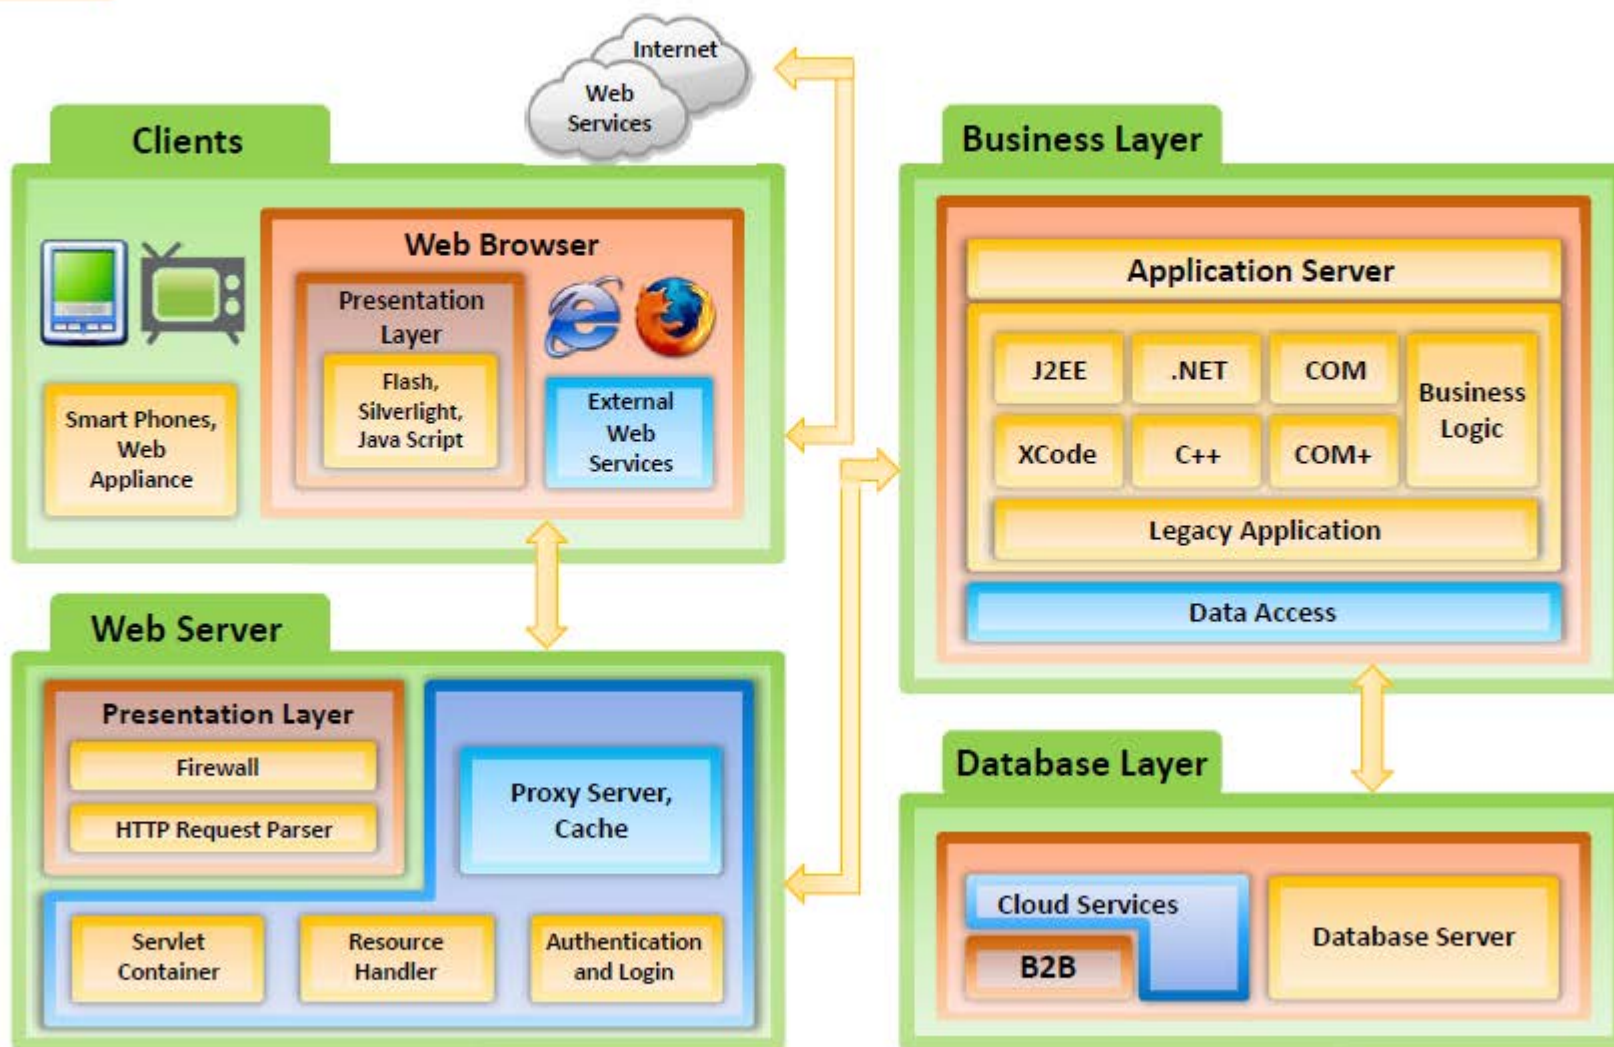 Internet
Web
Services
Clients
Web Browser
Presentation
Layer
Flash,
Silverlight,
Java Script
External
Web
Services
Smart Phones,
Web
Appliance
Business Layer
Application Server
J2EE
.NET
COM
Business
Logic
XCode
C++
COM+
Legacy Application
Data Access
Web Server
Presentation Layer
Firewall
HTTP Request Parser
Proxy Server,
Cache
Servlet
Container
Resource
Handler
Authentication
and Login
Database Layer
Cloud Services
B2B
Database Server